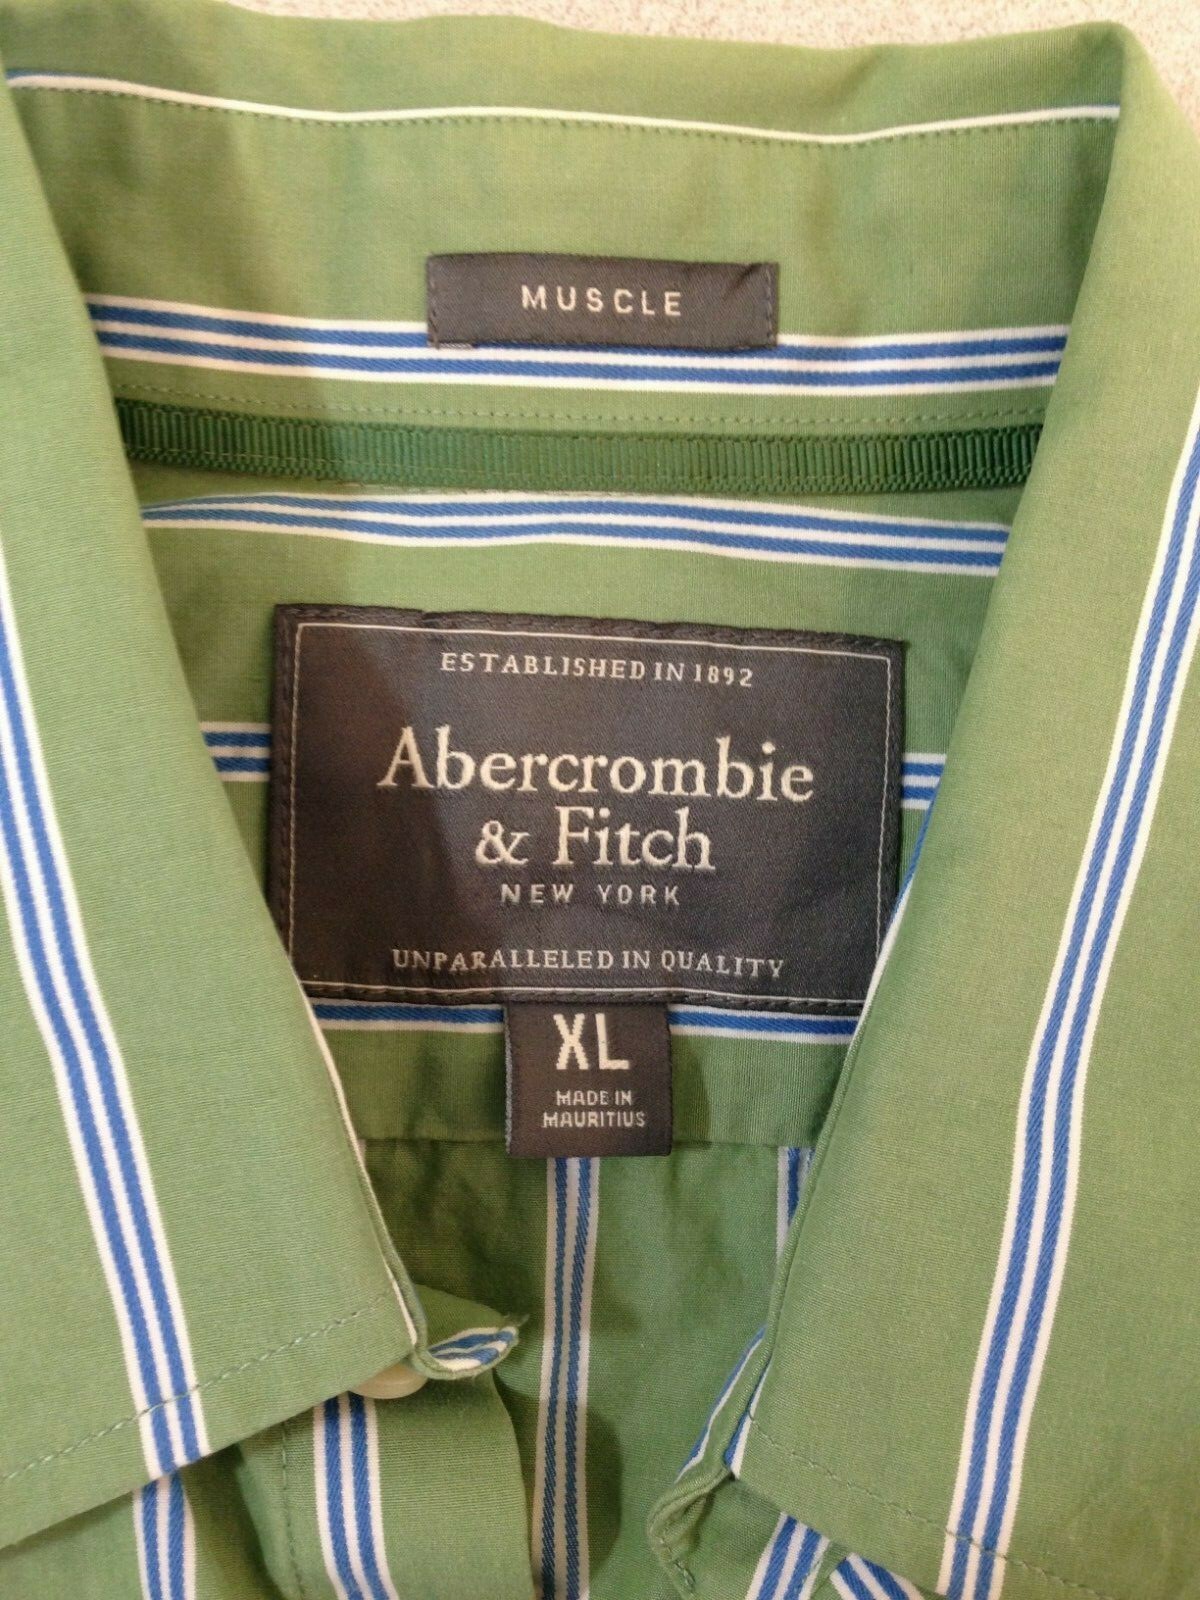 MUSCLE
ESTABLISHED IN 1892
Abercrombie
& Fitch
NEW YORK
UNPARALLELED IN QUALITY
XL
MADE IN
MAURITIUS